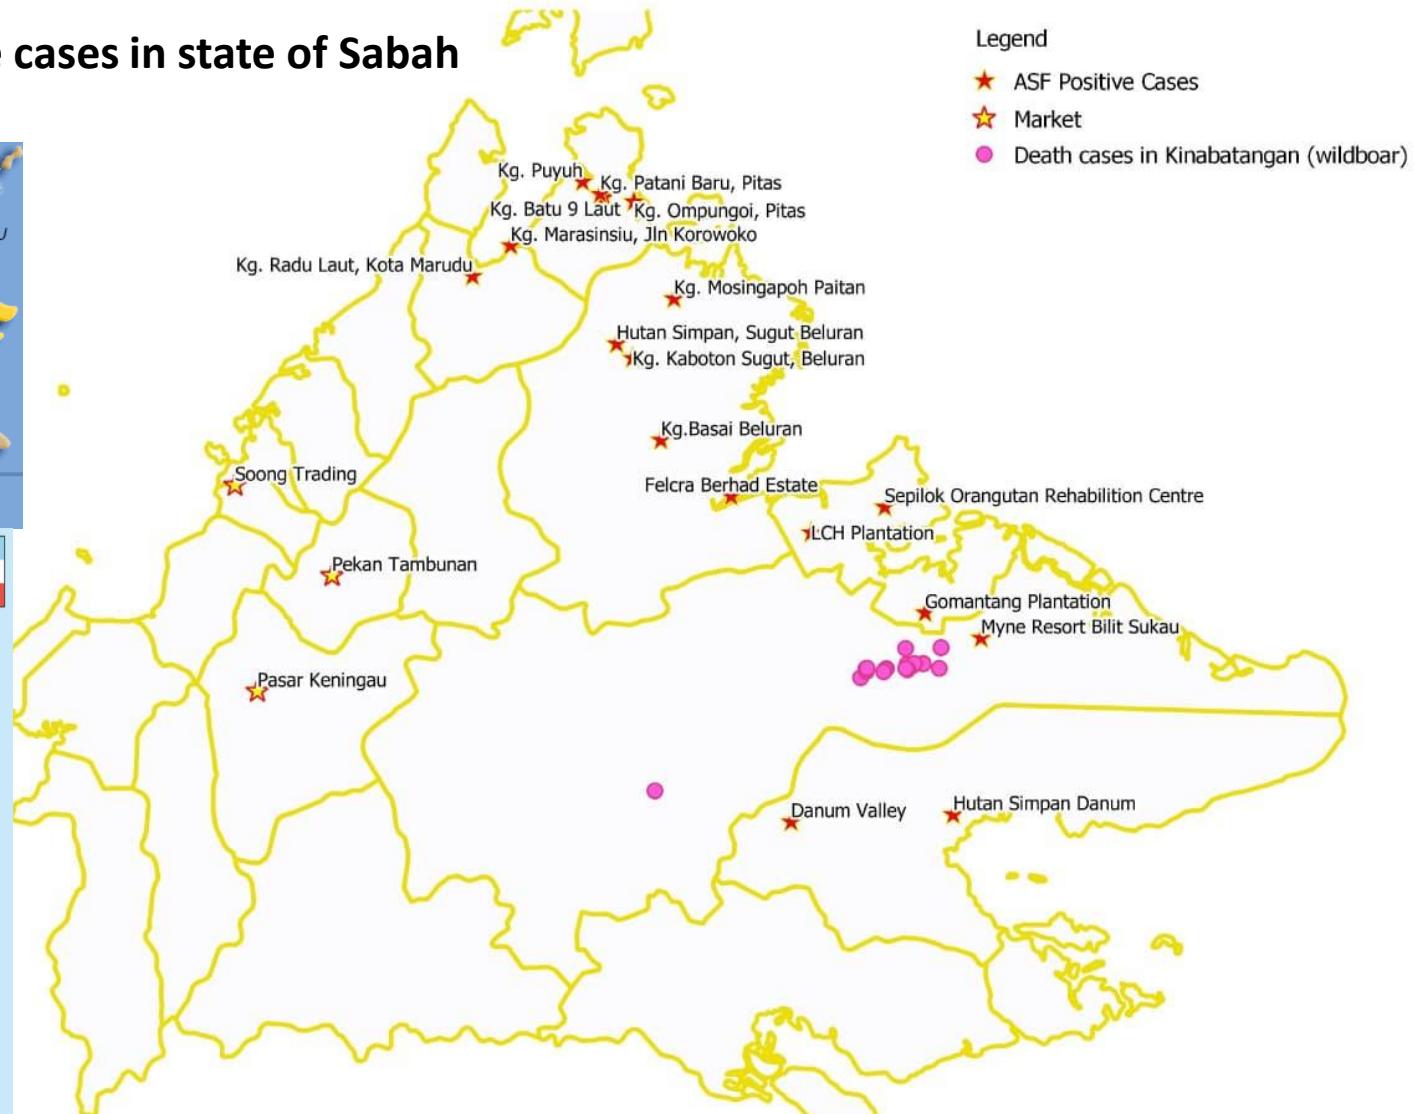 cases in state of Sabah
Legend
ASF Positive Cases
Market
Death cases in Kinabatangan (wildboar)
Kg. Puyuh
Kg. Patani Baru, Pitas
Kg. Batu 9 Laut
Kg. Ompungoi, Pitas
Kg. Marasinsiu, Jln Korowoko
Kg. Radu Laut, Kota Marudu
Kg. Mosingapoh Paitan
Hutan Simpan, Sugut Beluran
Kg. Kaboton Sugut, Beluran
Kg.Basai Beluran
Soong Trading
Felcra Berhad Estate
Sepilok Orangutan Rehabilition Centre
LCH Plantation
Pekan Tambunan
Gomantang Plantation
Myne Resort Bilit Sukau
Pasar Keningau
Danum Valley
Hutan Simpan Danum